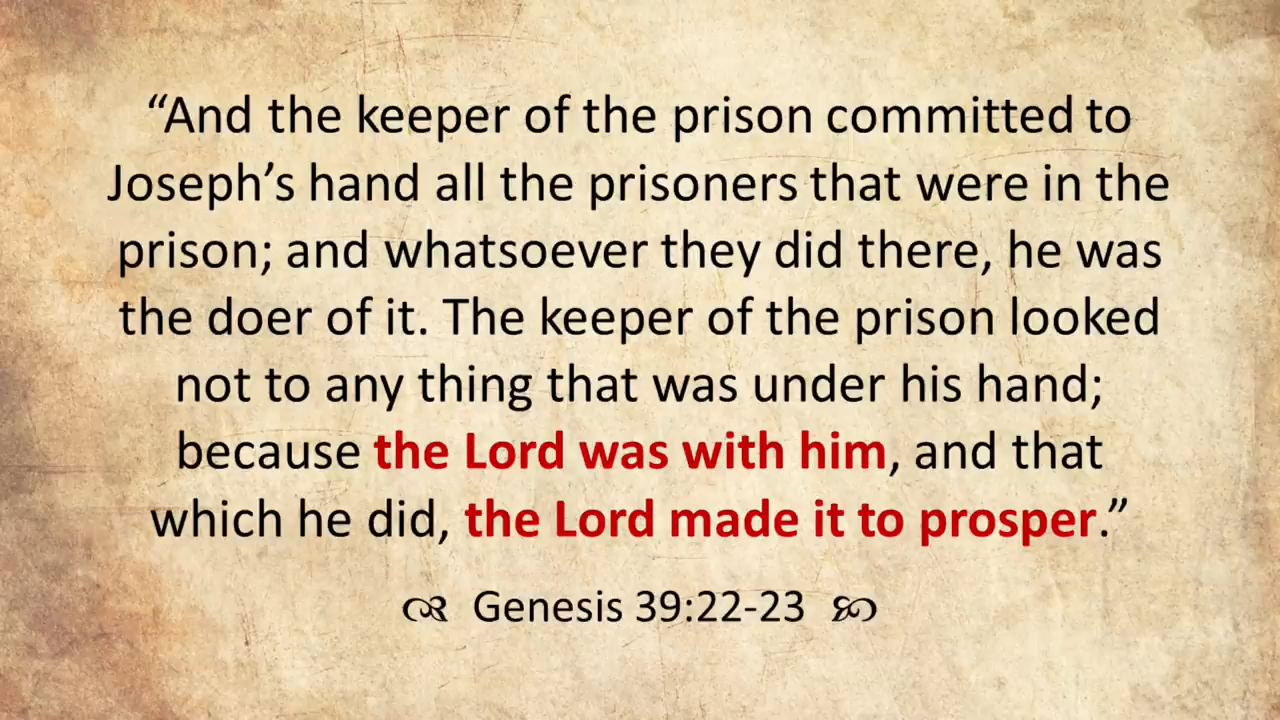 “And the keeper of the prison committed to
Joseph’s hand all the prisoners that were in the
prison; and whatsoever they did there, he was
the doer of it. The keeper of the prison looked
not to any thing that was under his hand;
because the Lord was with him, and that
which he did, the Lord made it to prosper.”
Genesis 39:22-23